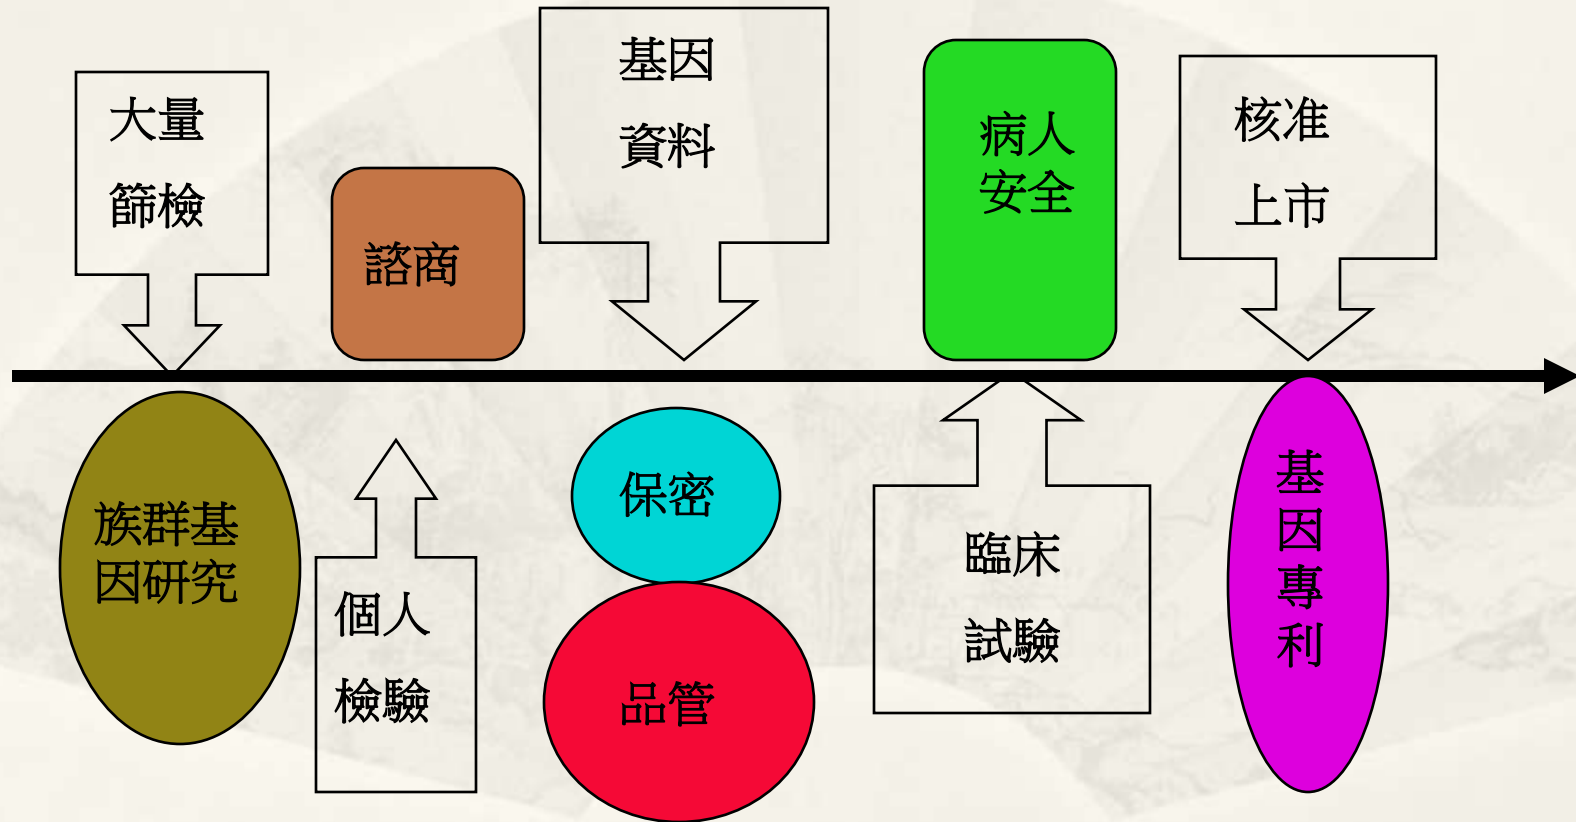 大量
篩檢
諮商
基因
資料
病人
安全
核准
上市
族群基
因研究
個人
檢驗
保密
品管
臨床
試驗
基
因
專
利